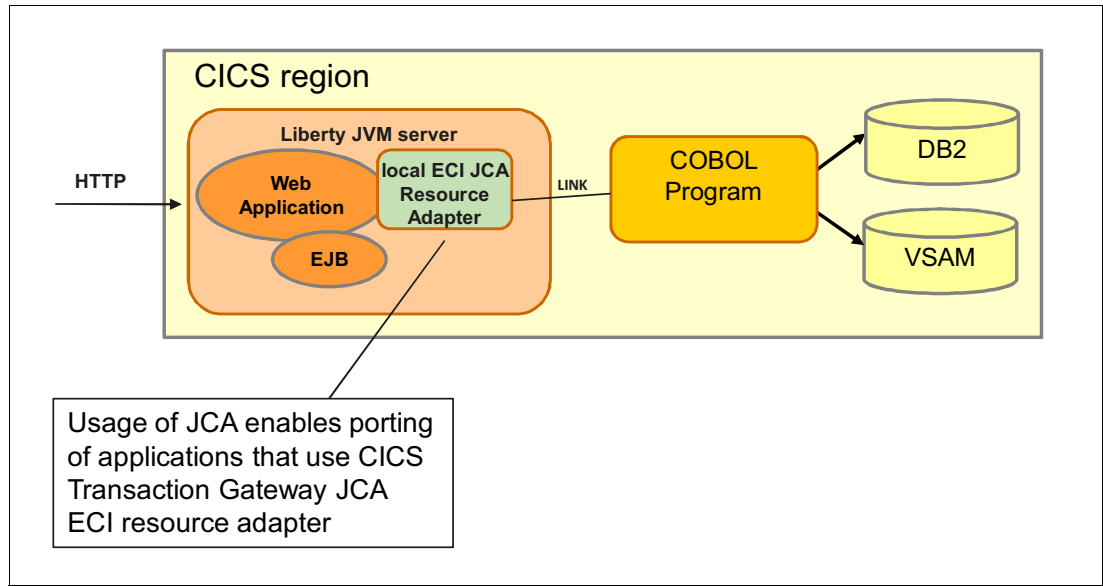 CICS region
Liberty JVM server
HTTP
Web
Application
EJB
local ECI JCA
Resource
Adapter
LINK
COBOL
Program
DB2
VSAM
Usage of JCA enables porting
of applications that use CICS
Transaction Gateway JCA
ECI resource adapter